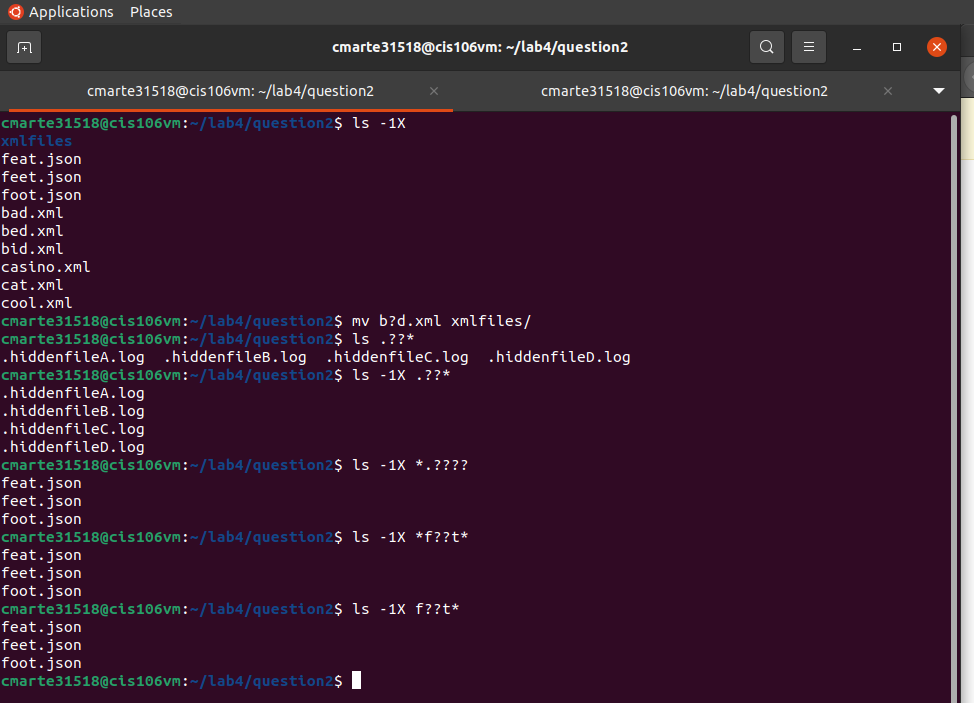 Applications Places
cmarte31518@cis106vm: ~/lab4/question2
cmarte31518@cis106vm: ~/lab4/question2 × cmarte31518@cis106vm: ~/lab4/question2 ×
cmarte31518@cis106vm:~/lab4/question2$ ls -1X
xmlfiles
feat.json
feet.json
foot.json
bad.xml
bed.xml
bid.xml
casino.xml
cat.xml
cool.xml
cmarte31518@cis106vm:~/lab4/question2$ mv b?d.xml xmlfiles/
cmarte31518@cis106vm:~/lab4/question2$ ls .??*
.hiddenfileA.log  .hiddenfileB.log  .hiddenfileC.log  .hiddenfileD.log
cmarte31518@cis106vm:~/lab4/question2$ ls -1X .??*
.hiddenfileA.log
.hiddenfileB.log
.hiddenfileC.log
.hiddenfileD.log
cmarte31518@cis106vm:~/lab4/question2$ ls -1X *.????
feat.json
feet.json
foot.json
cmarte31518@cis106vm:~/lab4/question2$ ls -1X *f??t*
feat.json
feet.json
foot.json
cmarte31518@cis106vm:~/lab4/question2$ ls -1X f??t*
feat.json
feet.json
foot.json
cmarte31518@cis106vm:~/lab4/question2$